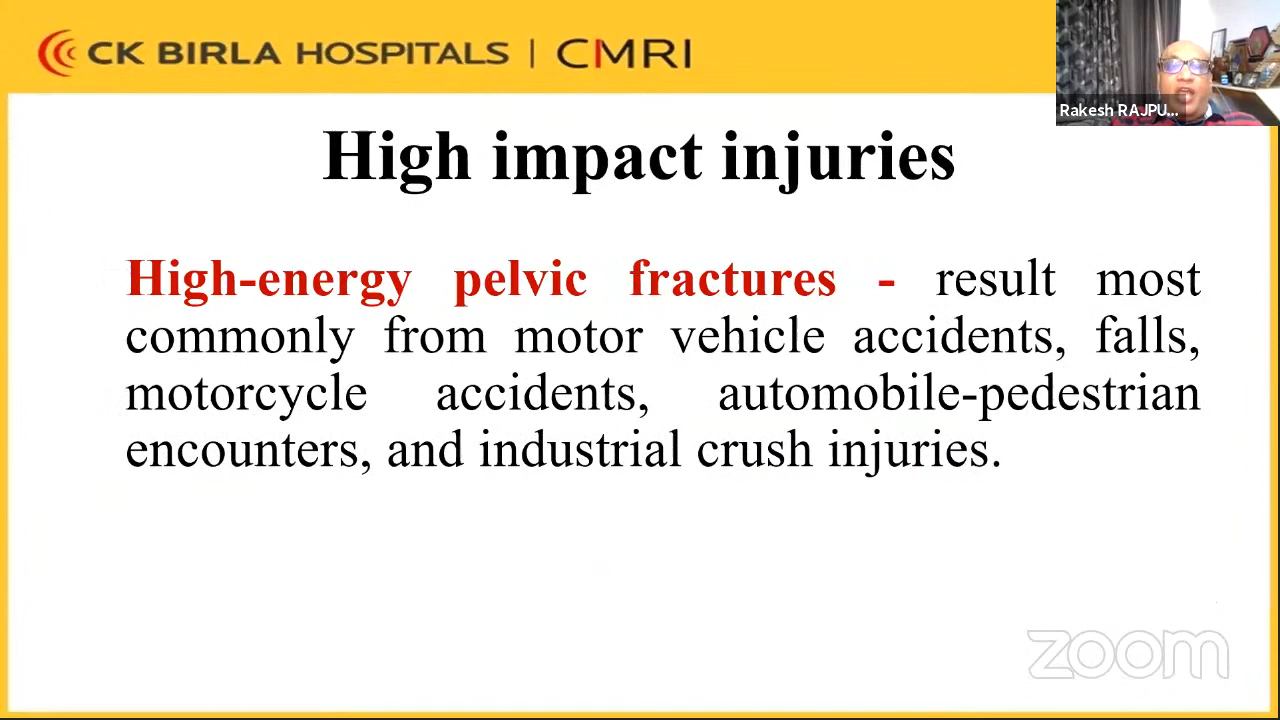 CK BIRLA HOSPITALS | CMRI
Rakesh RAJPU...
High impact injuries
High-energy pelvic fractures - result most
commonly from motor vehicle accidents, falls,
motorcycle accidents, automobile-pedestrian
encounters, and industrial crush injuries.
zoom